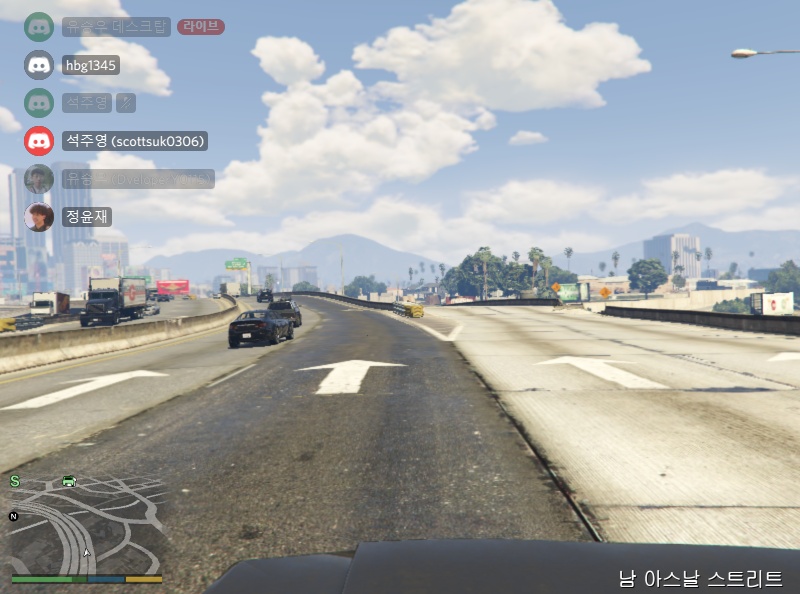 유승우 데스크탑 라이브
hbg1345
석주영
석주영 (scottsuk0306)
정윤재
S
N
남 아스날 스트리트